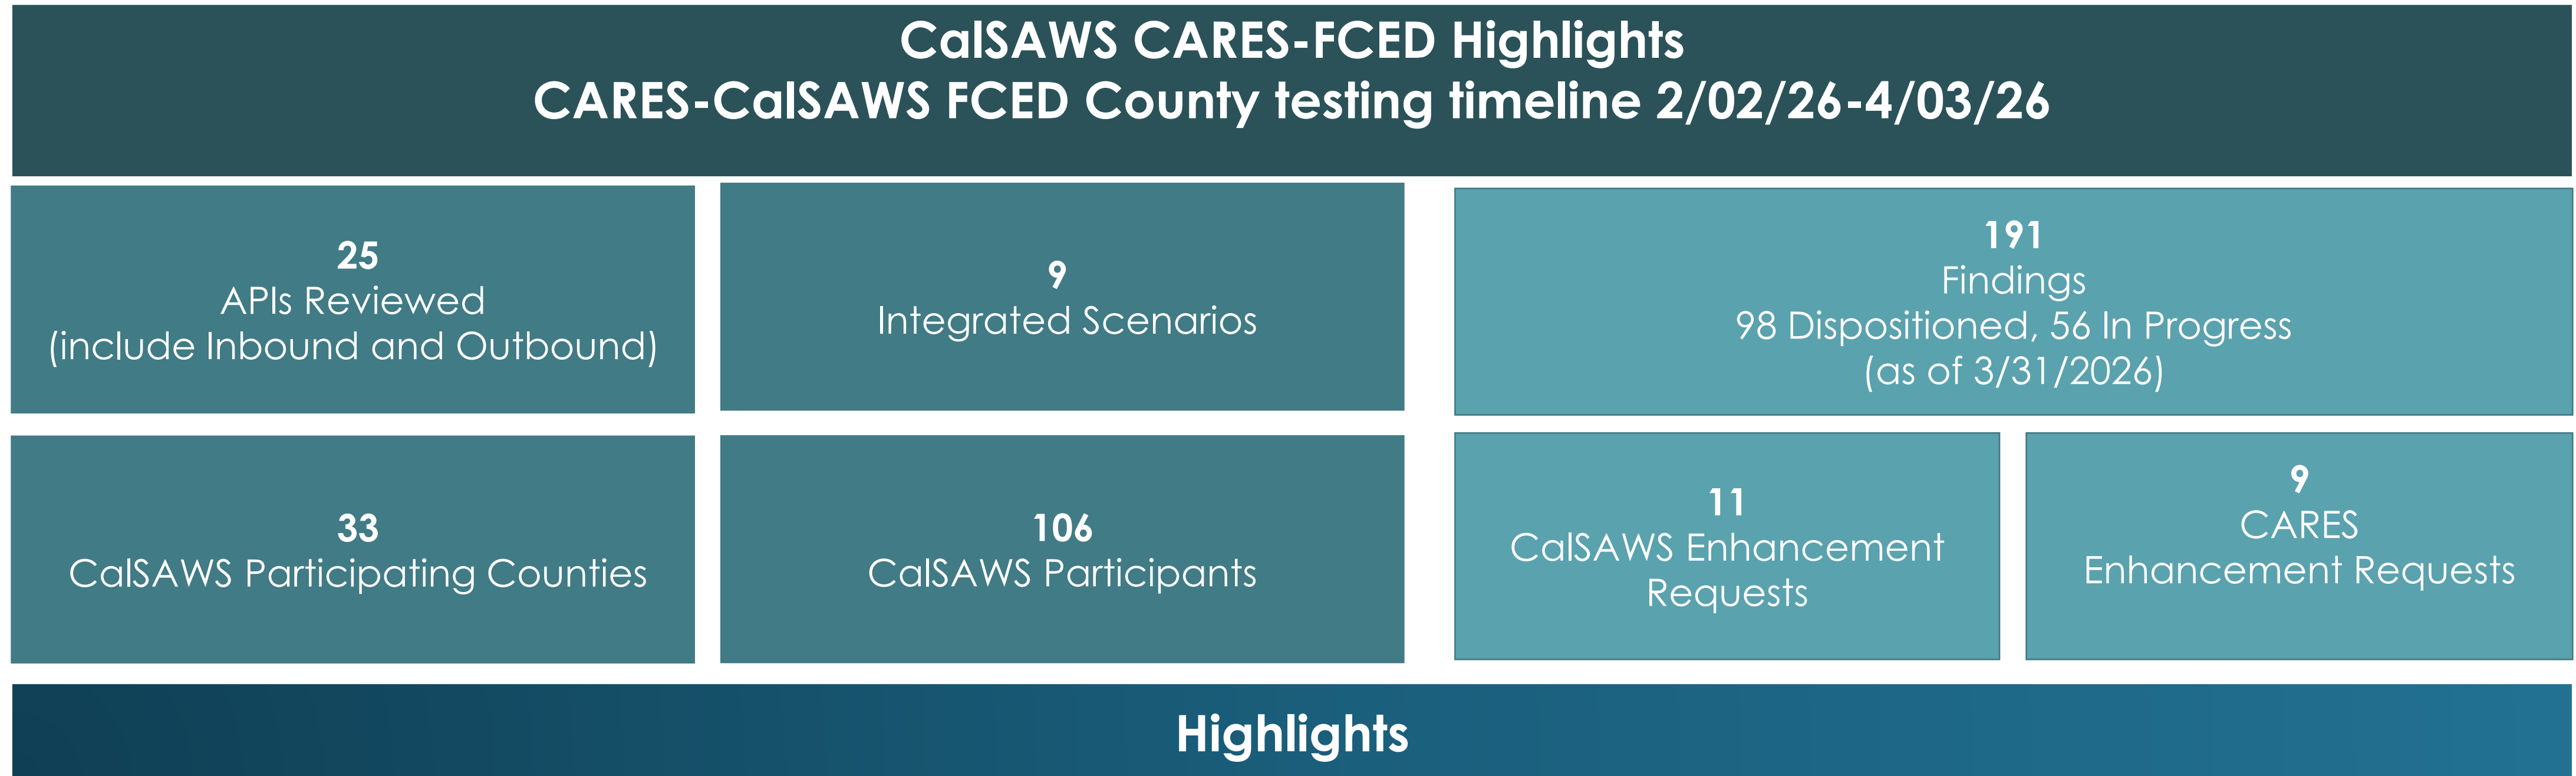 CalSAWS CARES-FCED Highlights
CARES-CalSAWS FCED County testing timeline 2/02/26-4/03/26
25
APIs Reviewed
(include Inbound and Outbound)
9
Integrated Scenarios
191
Findings
98 Dispositioned, 56 In Progress
(as of 3/31/2026)
33
CalSAWS Participating Counties
106
CalSAWS Participants
11
CalSAWS Enhancement
Requests
9
CARES
Enhancement Requests
Highlights